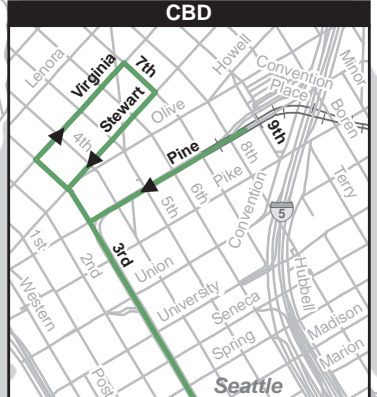 CBD
Lenora
Virginia
7th
Howell
Minor
Convention
Place
Stewart
Olive
Boren
4th
9th
Pine
8th
Pike
6th
5th
Convention
Terry
5
1st
2nd
3rd
Union
Western
University
Seneca
Hubbell
Madison
Spring
Marion
Post
Seattle